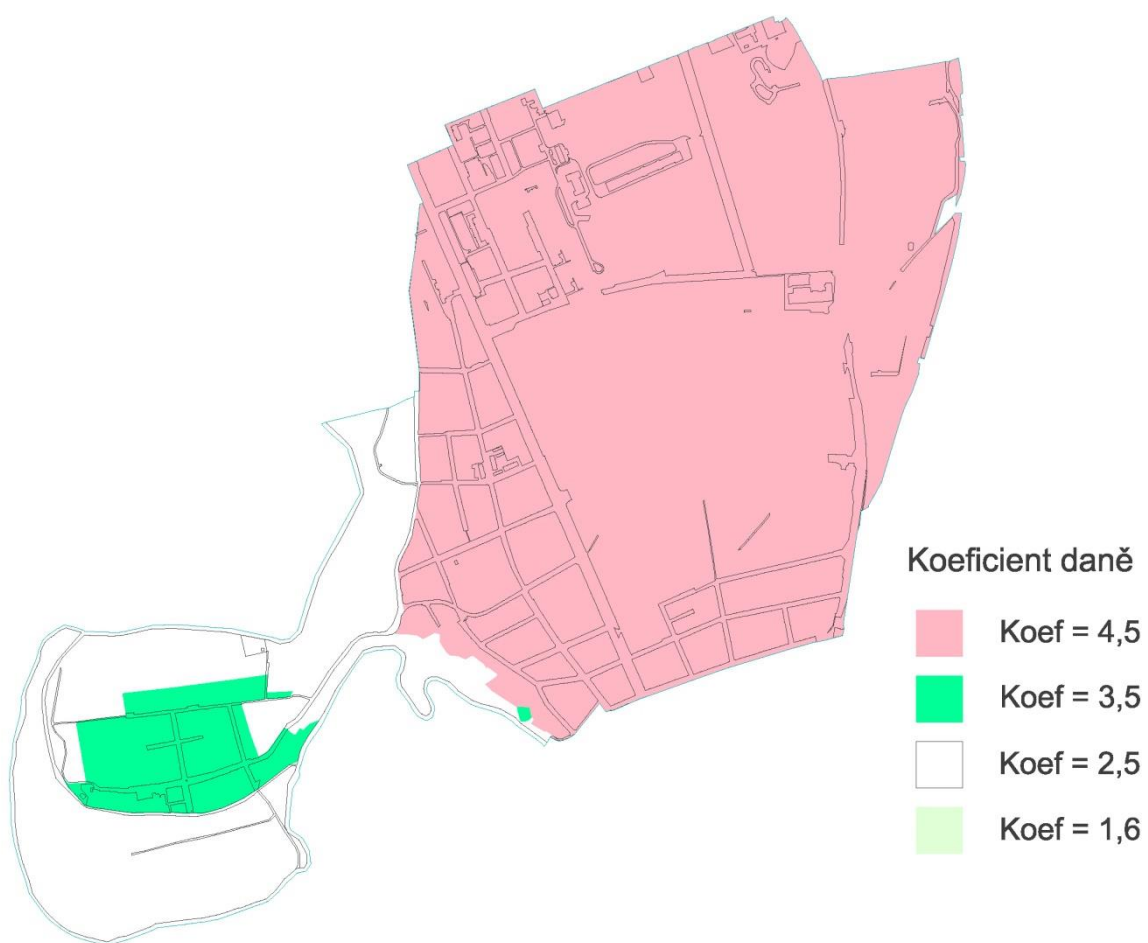 Koeficient daně
Koef = 4,5
Koef = 3,5
Koef = 2,5
Koef = 1,6